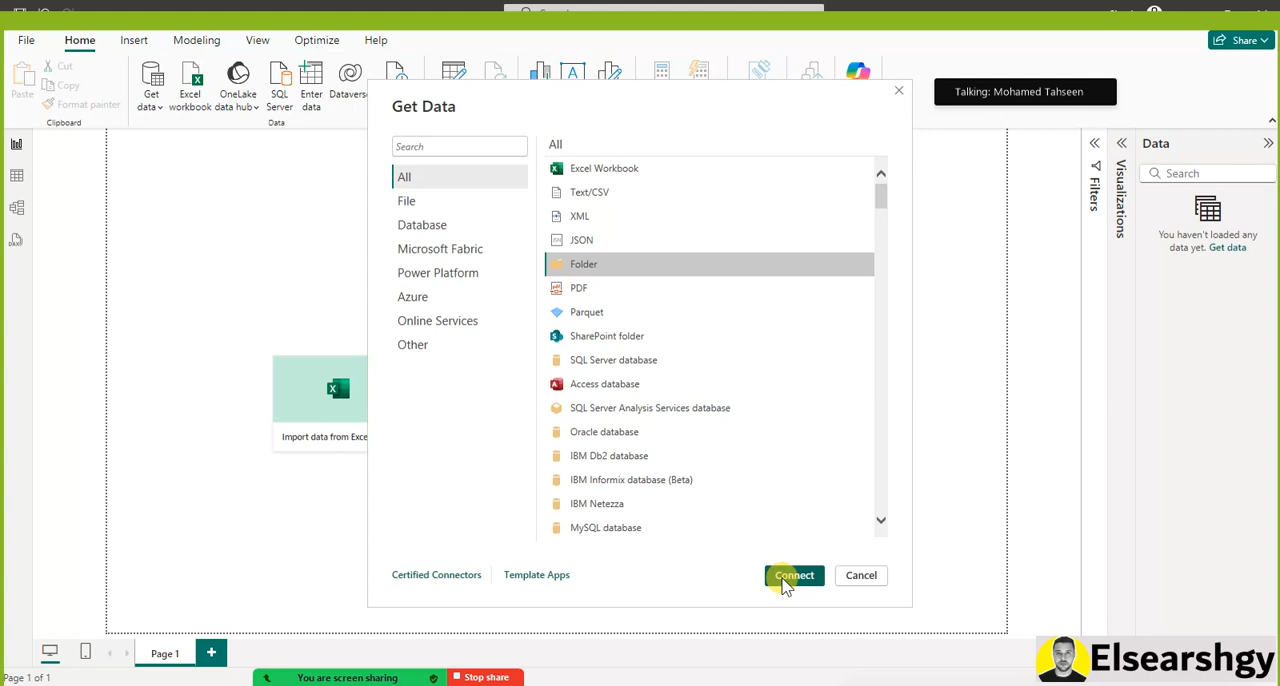 File Home Insert Modeling View Optimize Help
Share
Paste
Cut
Copy
Format painter
Clipboard
Get data
Excel workbook
OneLake data hub
SQL Server
Enter data
Data
Get Data
Search
All
File
Database
Microsoft Fabric
Power Platform
Azure
Online Services
Other
All
Excel Workbook
Text/CSV
XML
JSON
Folder
PDF
Parquet
SharePoint folder
SQL Server database
Access database
SQL Server Analysis Services database
Oracle database
IBM Db2 database
IBM Informix database (Beta)
IBM Netezza
MySQL database
Certified Connectors
Template Apps
Connect
Cancel
Talking: Mohamed Tahseen
Filters
Visualizations
Data
Search
You haven't loaded any
data yet. Get data
Import data from
Page 1
Page 1 of 1
You are screen sharing
Stop share
Elsearshgy